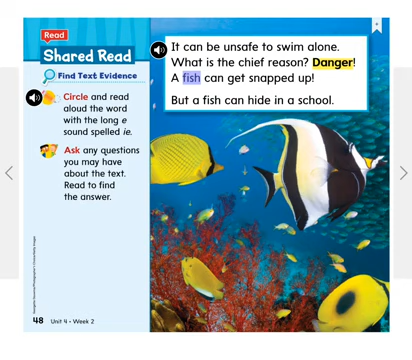 Read
Shared Read
Find Text Evidence
Circle and read
aloud the word
with the long e
sound spelled ie.
Ask any questions
you may have
about the text.
Read to find
the answer.
It can be unsafe to swim alone.
What is the chief reason? Danger!
A fish can get snapped up!
But a fish can hide in a school.
48 Unit 4 • Week 2